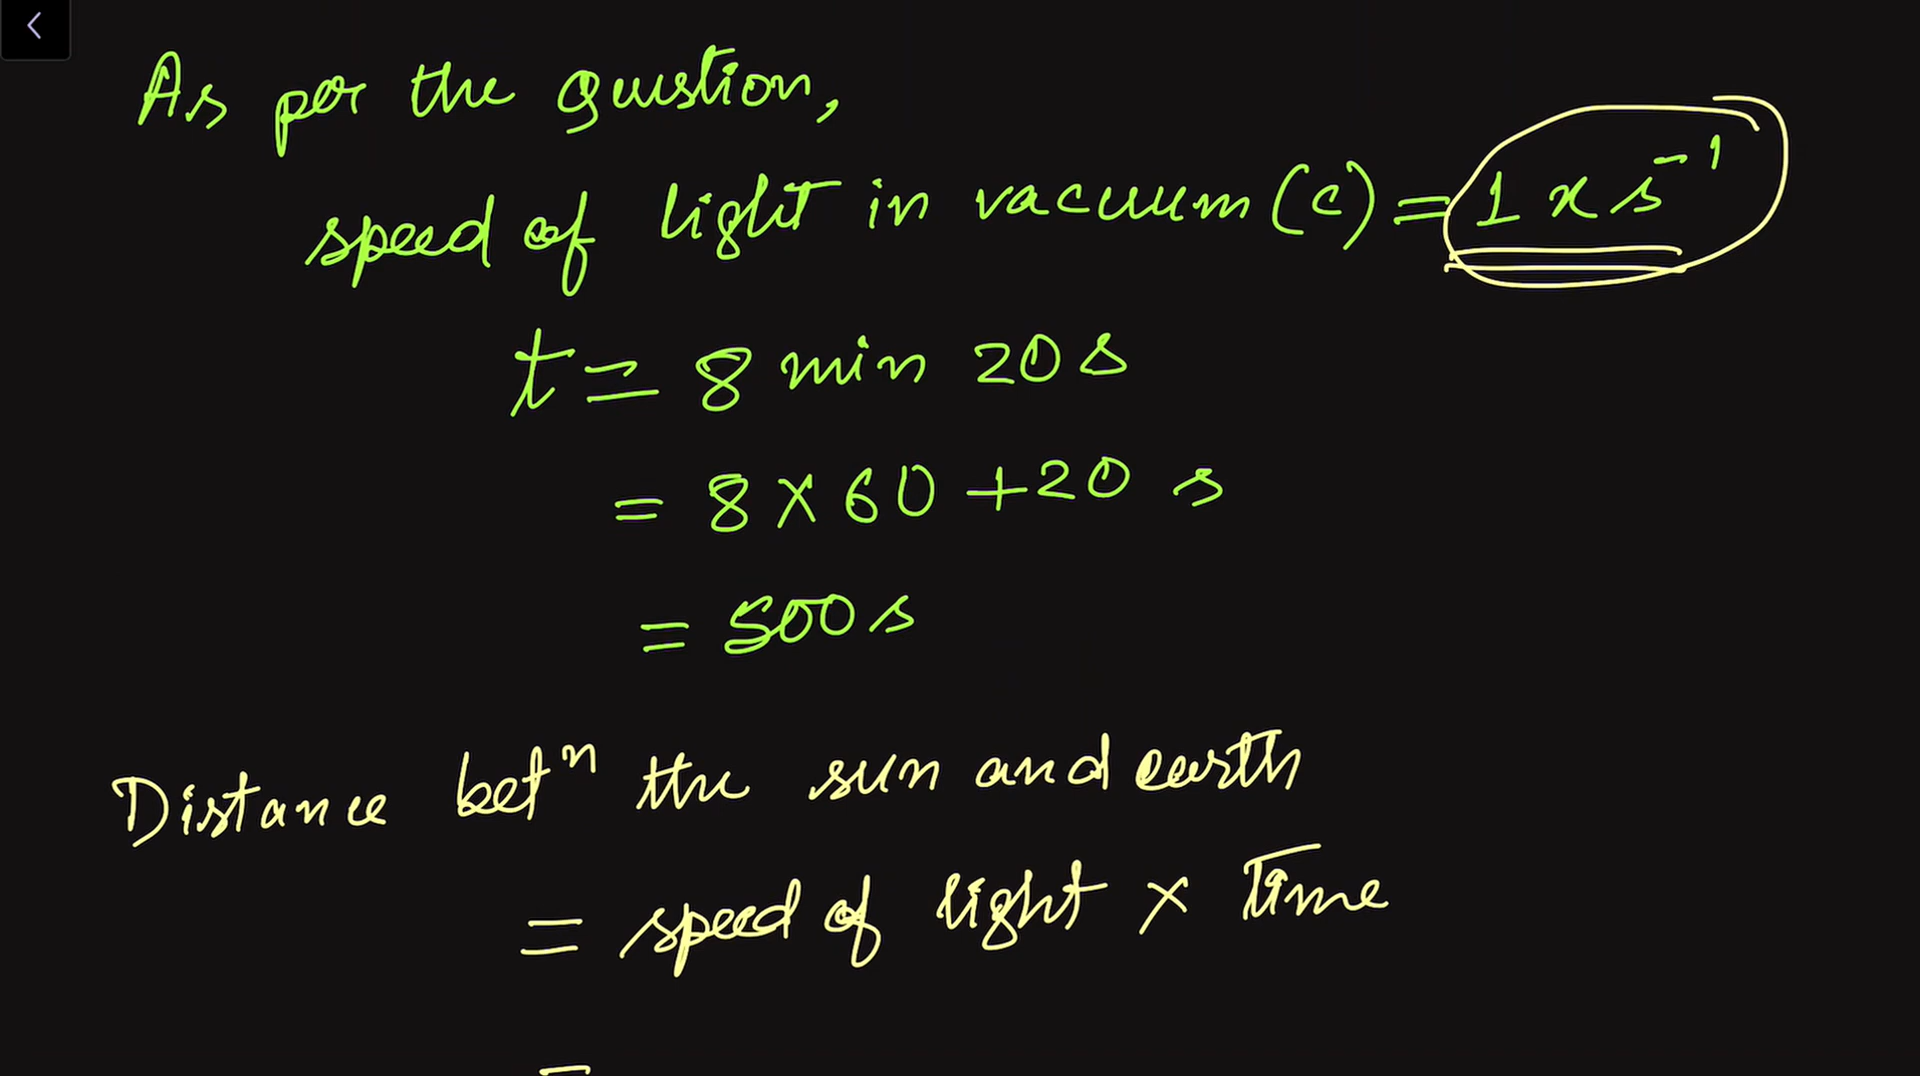 As per the question,
speed of light in vacuum (c) = 1 x s⁻¹
t = 8 min 20 s
= 8 × 60 + 20 s
= 500 s
Distance betⁿ the sun and earth
= speed of light × Time
=